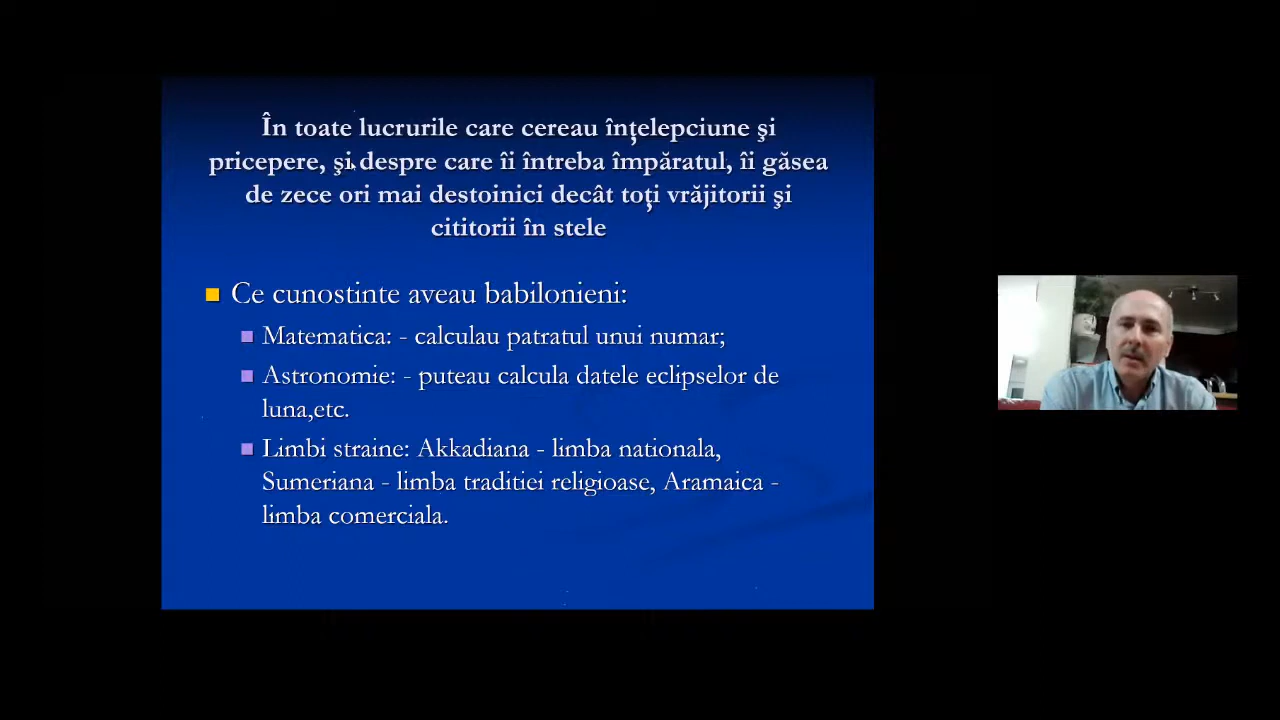 În toate lucrurile care cereau înţelepciune şi
pricepere, şi despre care îi întreba împăratul, îi găsea
de zece ori mai destoinici decât toţi vrăjitorii şi
cititorii în stele
Ce cunostinte aveau babilonieni:
Matematica: - calculau patratul unui numar;
Astronomie: - puteau calcula datele eclipselor de
luna,etc.
Limbi straine: Akkadiana - limba nationala,
Sumeriana - limba traditiei religioase, Aramaica -
limba comerciala.